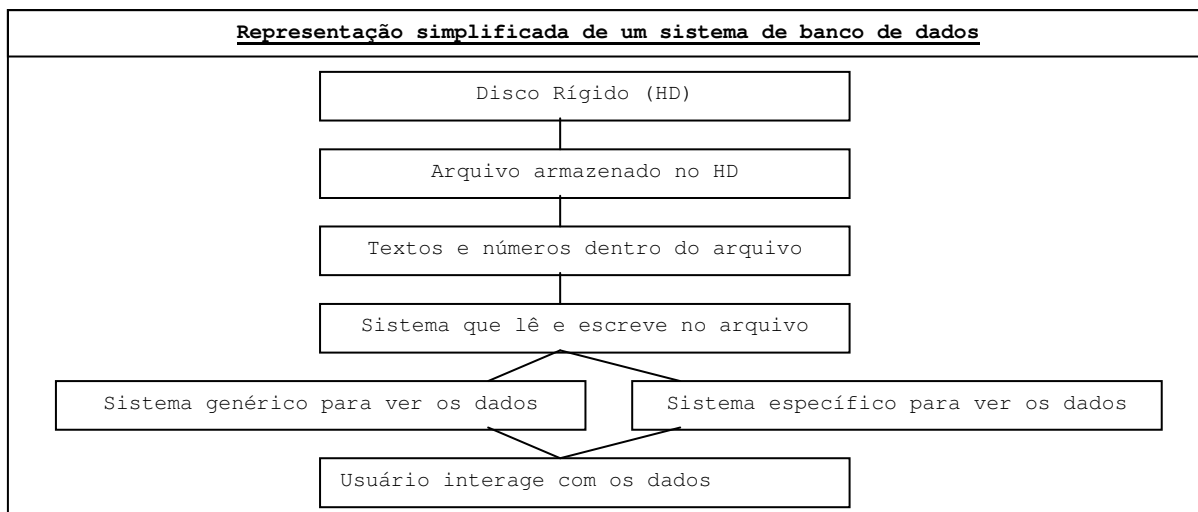 Representação simplificada de um sistema de banco de dados
Disco Rígido (HD)
Arquivo armazenado no HD
Textos e números dentro do arquivo
Sistema que lê e escreve no arquivo
Sistema genérico para ver os dados
Sistema específico para ver os dados
Usuário interage com os dados